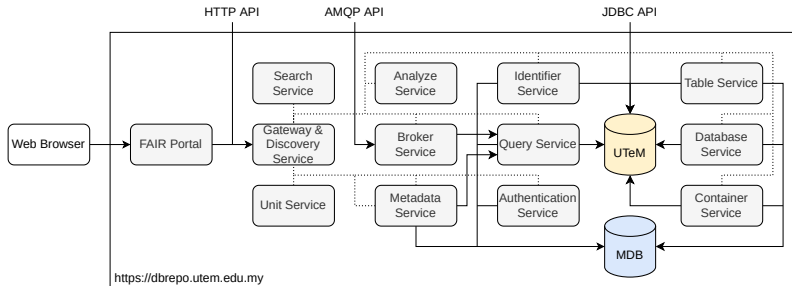 HTTP API
AMQP API
JDBC API
Search
Service
Analyze
Service
Identifier
Service
Table Service
Web Browser
FAIR Portal
Gateway &
Discovery
Service
Broker
Service
Query Service
UTeM
Database
Service
Unit Service
Metadata
Service
Authentication
Service
Container
Service
MDB
https://dbrepo.utem.edu.my